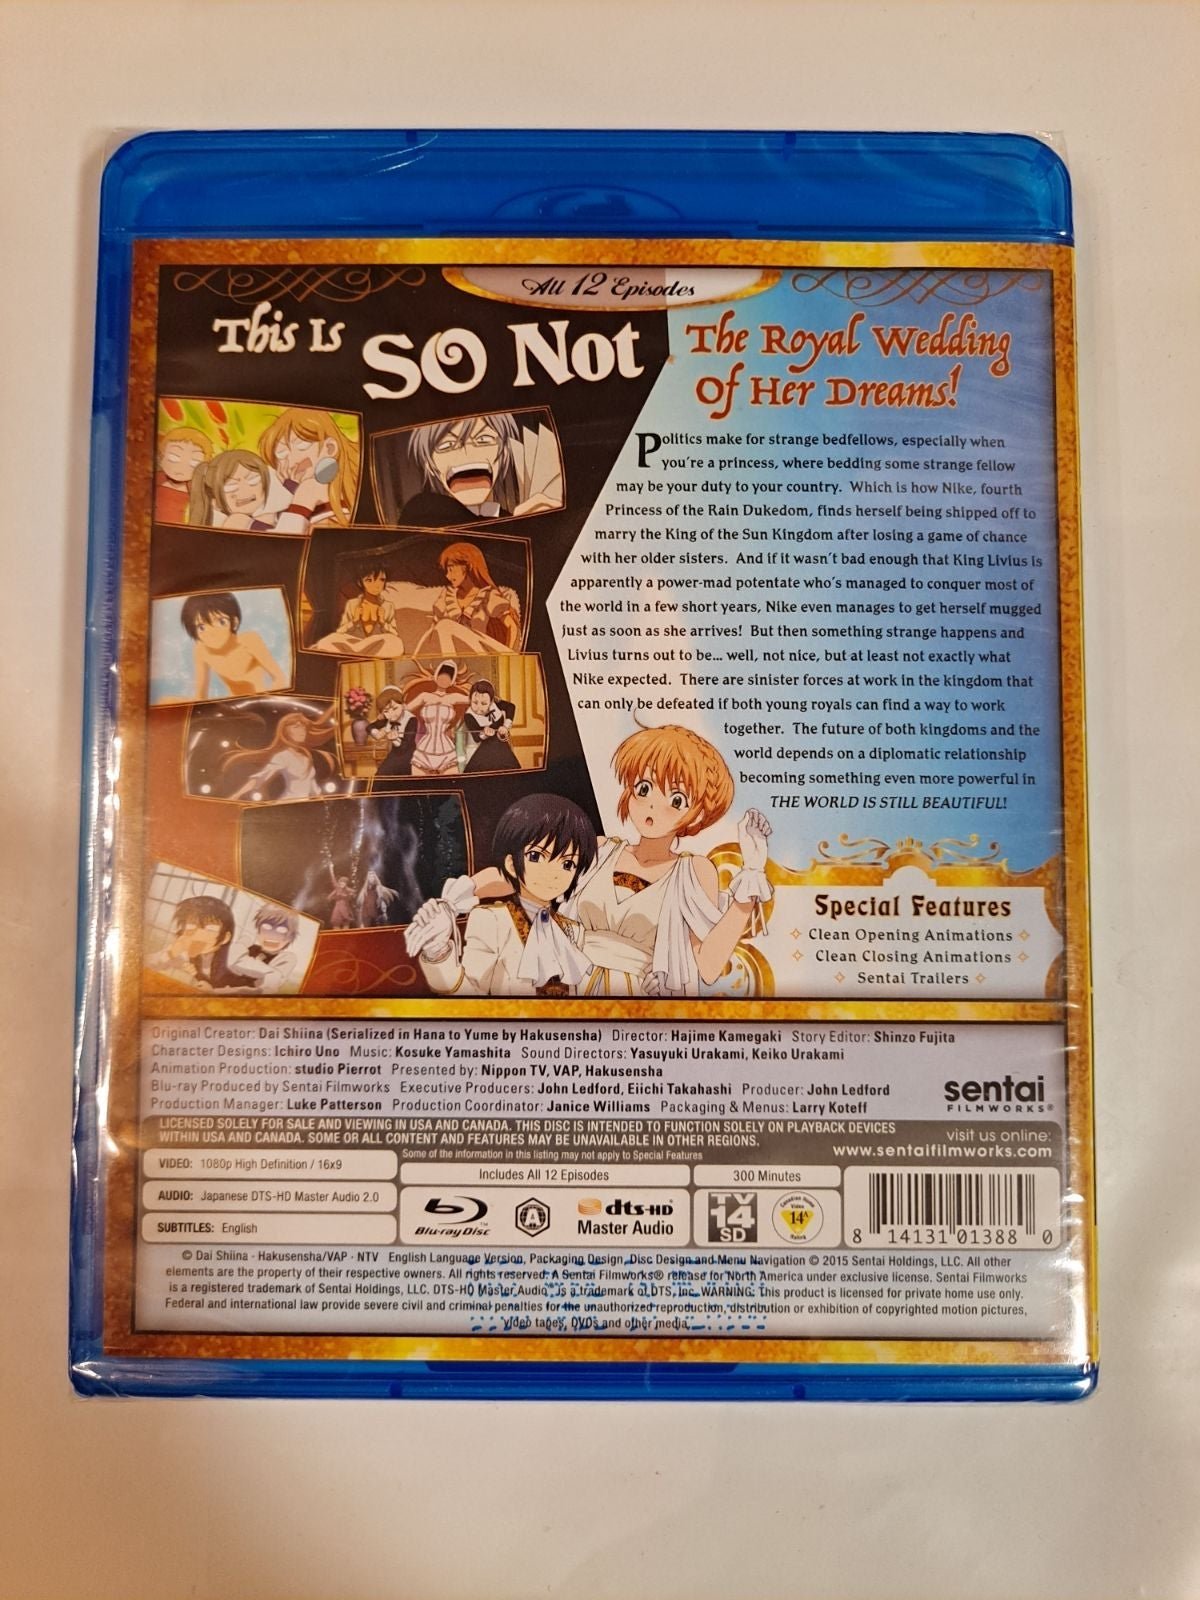 All 12 Episodes
This Is SO Not
The Royal Wedding
Of Her Dreams!
Politics make for strange bedfellows, especially when
you're a princess, where bedding some strange fellow
may be your duty to your country. Which is how Nike, fourth
Princess of the Rain Dukedom, finds herself being shipped off to
marry the King of the Sun Kingdom after losing a game of chance
with her older sisters. And if it wasn't bad enough that King Livius is
apparently a power-mad potentate who's managed to conquer most of
the world in a few short years, Nike even manages to get herself mugged
just as soon as she arrives! But then something strange happens and
Livius turns out to be... well, not nice, but at least not exactly what
Nike expected. There are sinister forces at work in the kingdom that
can only be defeated if both young royals can find a way to work
together. The future of both kingdoms and the
world depends on a diplomatic relationship
becoming something even more powerful in
THE WORLD IS STILL BEAUTIFUL!
Special Features
Clean Opening Animations
Clean Closing Animations
Sentai Trailers
Original Creator: Dai Shiina (Serialized in Hana to Yume by Hakusensha) Director: Hajime Kamegaki Story Editor: Shinzo Fujita
Character Designs: Ichiro Uno Music: Kosuke Yamashita Sound Directors: Yasuyuki Urakami, Keiko Urakami
Animation Production: studio Pierrot Presented by: Nippon TV, VAP, Hakusensha
Blu-ray Produced by Sentai Filmworks Executive Producers: John Ledford, Eiichi Takahashi Producer: John Ledford
Production Manager: Luke Patterson Production Coordinator: Janice Williams Packaging & Menus: Larry Koteff
sentai
FILMWORKS®
LICENSED SOLELY FOR SALE AND VIEWING IN USA AND CANADA. THIS DISC IS INTENDED TO FUNCTION SOLELY ON PLAYBACK DEVICES
WITHIN USA AND CANADA. SOME OR ALL CONTENT AND FEATURES MAY BE UNAVAILABLE IN OTHER REGIONS.
visit us online:
www.sentaifilmworks.com
Some of the information in this listing may not apply to Special Features
VIDEO: 1080p High Definition / 16x9
AUDIO: Japanese DTS-HD Master Audio 2.0
SUBTITLES: English
Includes All 12 Episodes
300 Minutes
Blu-ray Disc™
A
dts-HD
Master Audio
TV
14
SD
Canadian Home
Video
14A
8 14131 01388 0
© Dai Shiina · Hakusensha/VAP · NTV English Language Version, Packaging Design, Disc Design and Menu Navigation © 2015 Sentai Holdings, LLC. All other
elements are the property of their respective owners. All rights reserved. A Sentai Filmworks® release for North America under exclusive license. Sentai Filmworks
is a registered trademark of Sentai Holdings, LLC. DTS-HD Master Audio™ is a trademark of DTS, Inc. WARNING: This product is licensed for private home use only.
Federal and international law provide severe civil and criminal penalties for the unauthorized reproduction, distribution or exhibition of copyrighted motion pictures,
video tapes, DVDs and other media.